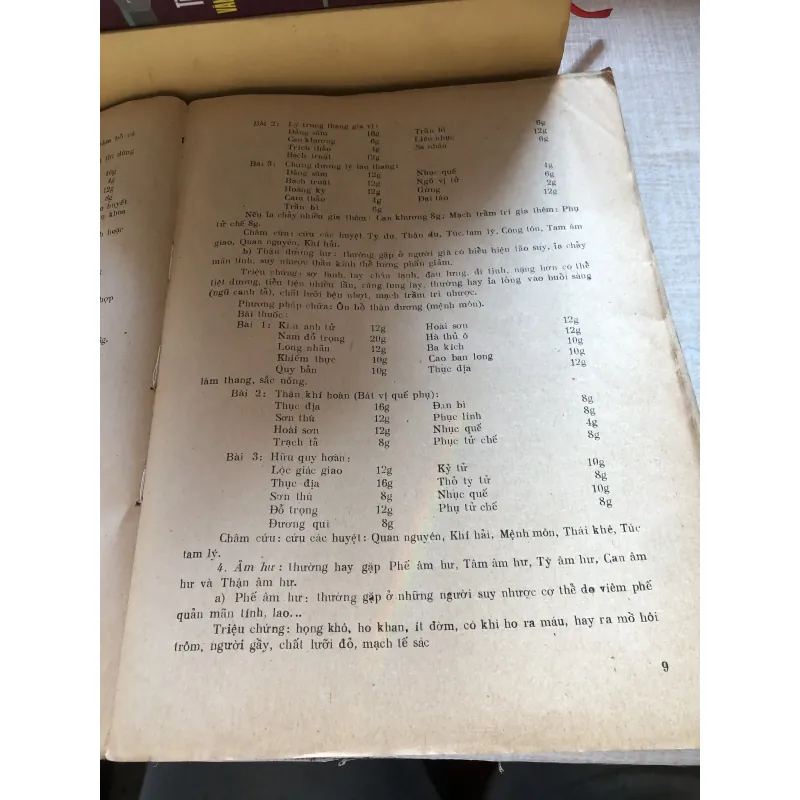 Bài 2: Lý trung thang gia vị:
Đảng sâm 16g Trần bì 6g
Can khương 6g Liên nhục 12g
Trích thảo 4g Sa nhân 6g
Bạch truật 12g
Bài 3: Chứng dương lý lao thang:
Đảng sâm 12g Nhục quế 4g
Bạch truật 12g Ngũ vị tử 6g
Hoàng kỳ 12g Gừng 2g
Cam thảo 4g Đại táo 12g
Trần bì 6g
Nếu ỉa chảy nhiều gia thêm: Can khương 8g; Mạch trầm trì gia thêm: Phụ
tử chế 8g.
Châm cứu: cứu các huyệt Tỳ du, Thận du, Túc tam lý, Công tôn, Tam âm
giao, Quan nguyên, Khí hải.
b) Thận dương hư: thường gặp ở người già có biểu hiện lão suy, ỉa chảy
mãn tính, suy nhược thần kinh thể hưng phấn giảm.
Triệu chứng: sợ lạnh, tay chân lạnh, đau lưng, di tinh, nặng hơn có thể
liệt dương, tiểu tiện nhiều lần, răng lung lay, thường hay ỉa lỏng vào buổi sáng
(ngũ canh tả), chất lưỡi bệu nhợt, mạch trầm trì nhược.
Phương pháp chữa: Ôn bổ thận dương (mệnh môn).
Bài thuốc:
Bài 1: Kim anh tử 12g Hoài sơn 12g
Nam đỗ trọng 20g Hà thủ ô 12g
Long nhãn 12g Ba kích 10g
Khiếm thực 10g Cao ban long 10g
Quy bản 10g Thục địa 12g
làm thang, sắc uống.
Bài 2: Thận khí hoàn (Bát vị quế phụ):
Thục địa 16g Đan bì 8g
Sơn thù 12g Phục linh 8g
Hoài sơn 12g Nhục quế 4g
Trạch tả 8g Phục tử chế 8g
Bài 3: Hữu quy hoàn:
Lộc giác giao 12g Kỷ tử 10g
Thục địa 16g Thỏ ty tử 8g
Sơn thù 8g Nhục quế 10g
Đỗ trọng 12g Phụ tử chế 8g
Đương qui 8g
Châm cứu: cứu các huyệt: Quan nguyên, Khí hải, Mệnh môn, Thái khê, Túc
tam lý.
4. Âm hư: thường hay gặp Phế âm hư, Tâm âm hư, Tỳ âm hư, Can âm
hư và Thận âm hư.
a) Phế âm hư: thường gặp ở những người suy nhược cơ thể do viêm phế
quản mãn tính, lao...
Triệu chứng: họng khô, ho khan, ít đờm, có khi ho ra máu, hay ra mồ hôi
trộm, người gầy, chất lưỡi đỏ, mạch tế sác
9